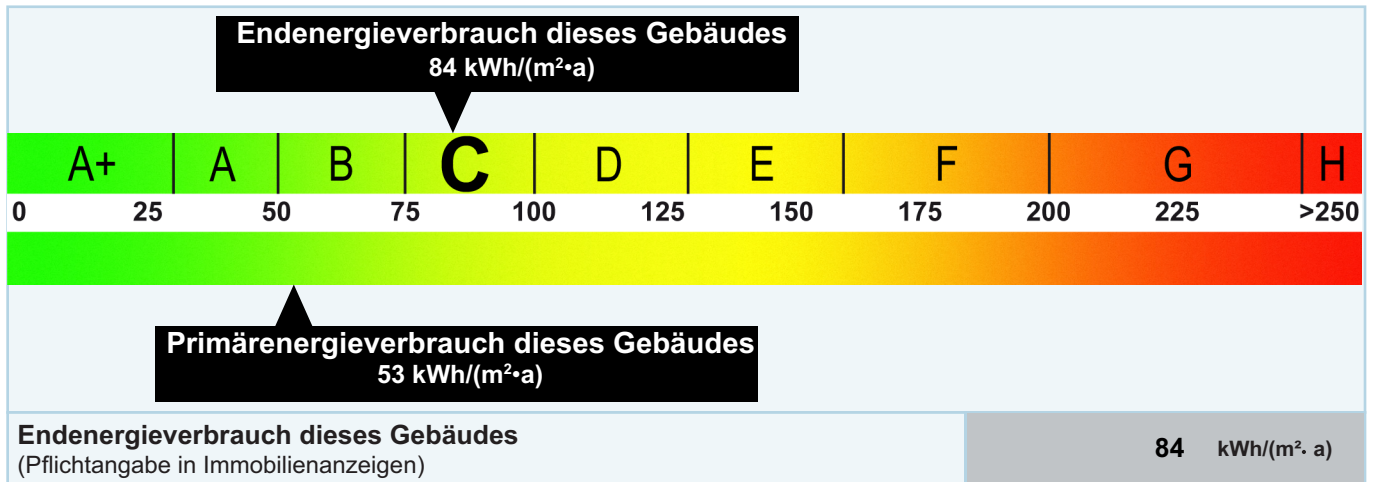 Endenergieverbrauch dieses Gebäudes
84 kWh/(m²•a)
A+ A B C D E F G H
0 25 50 75 100 125 150 175 200 225 >250
Primärenergieverbrauch dieses Gebäudes
53 kWh/(m²•a)
Endenergieverbrauch dieses Gebäudes
(Pflichtangabe in Immobilienanzeigen)
84 kWh/(m²· a)